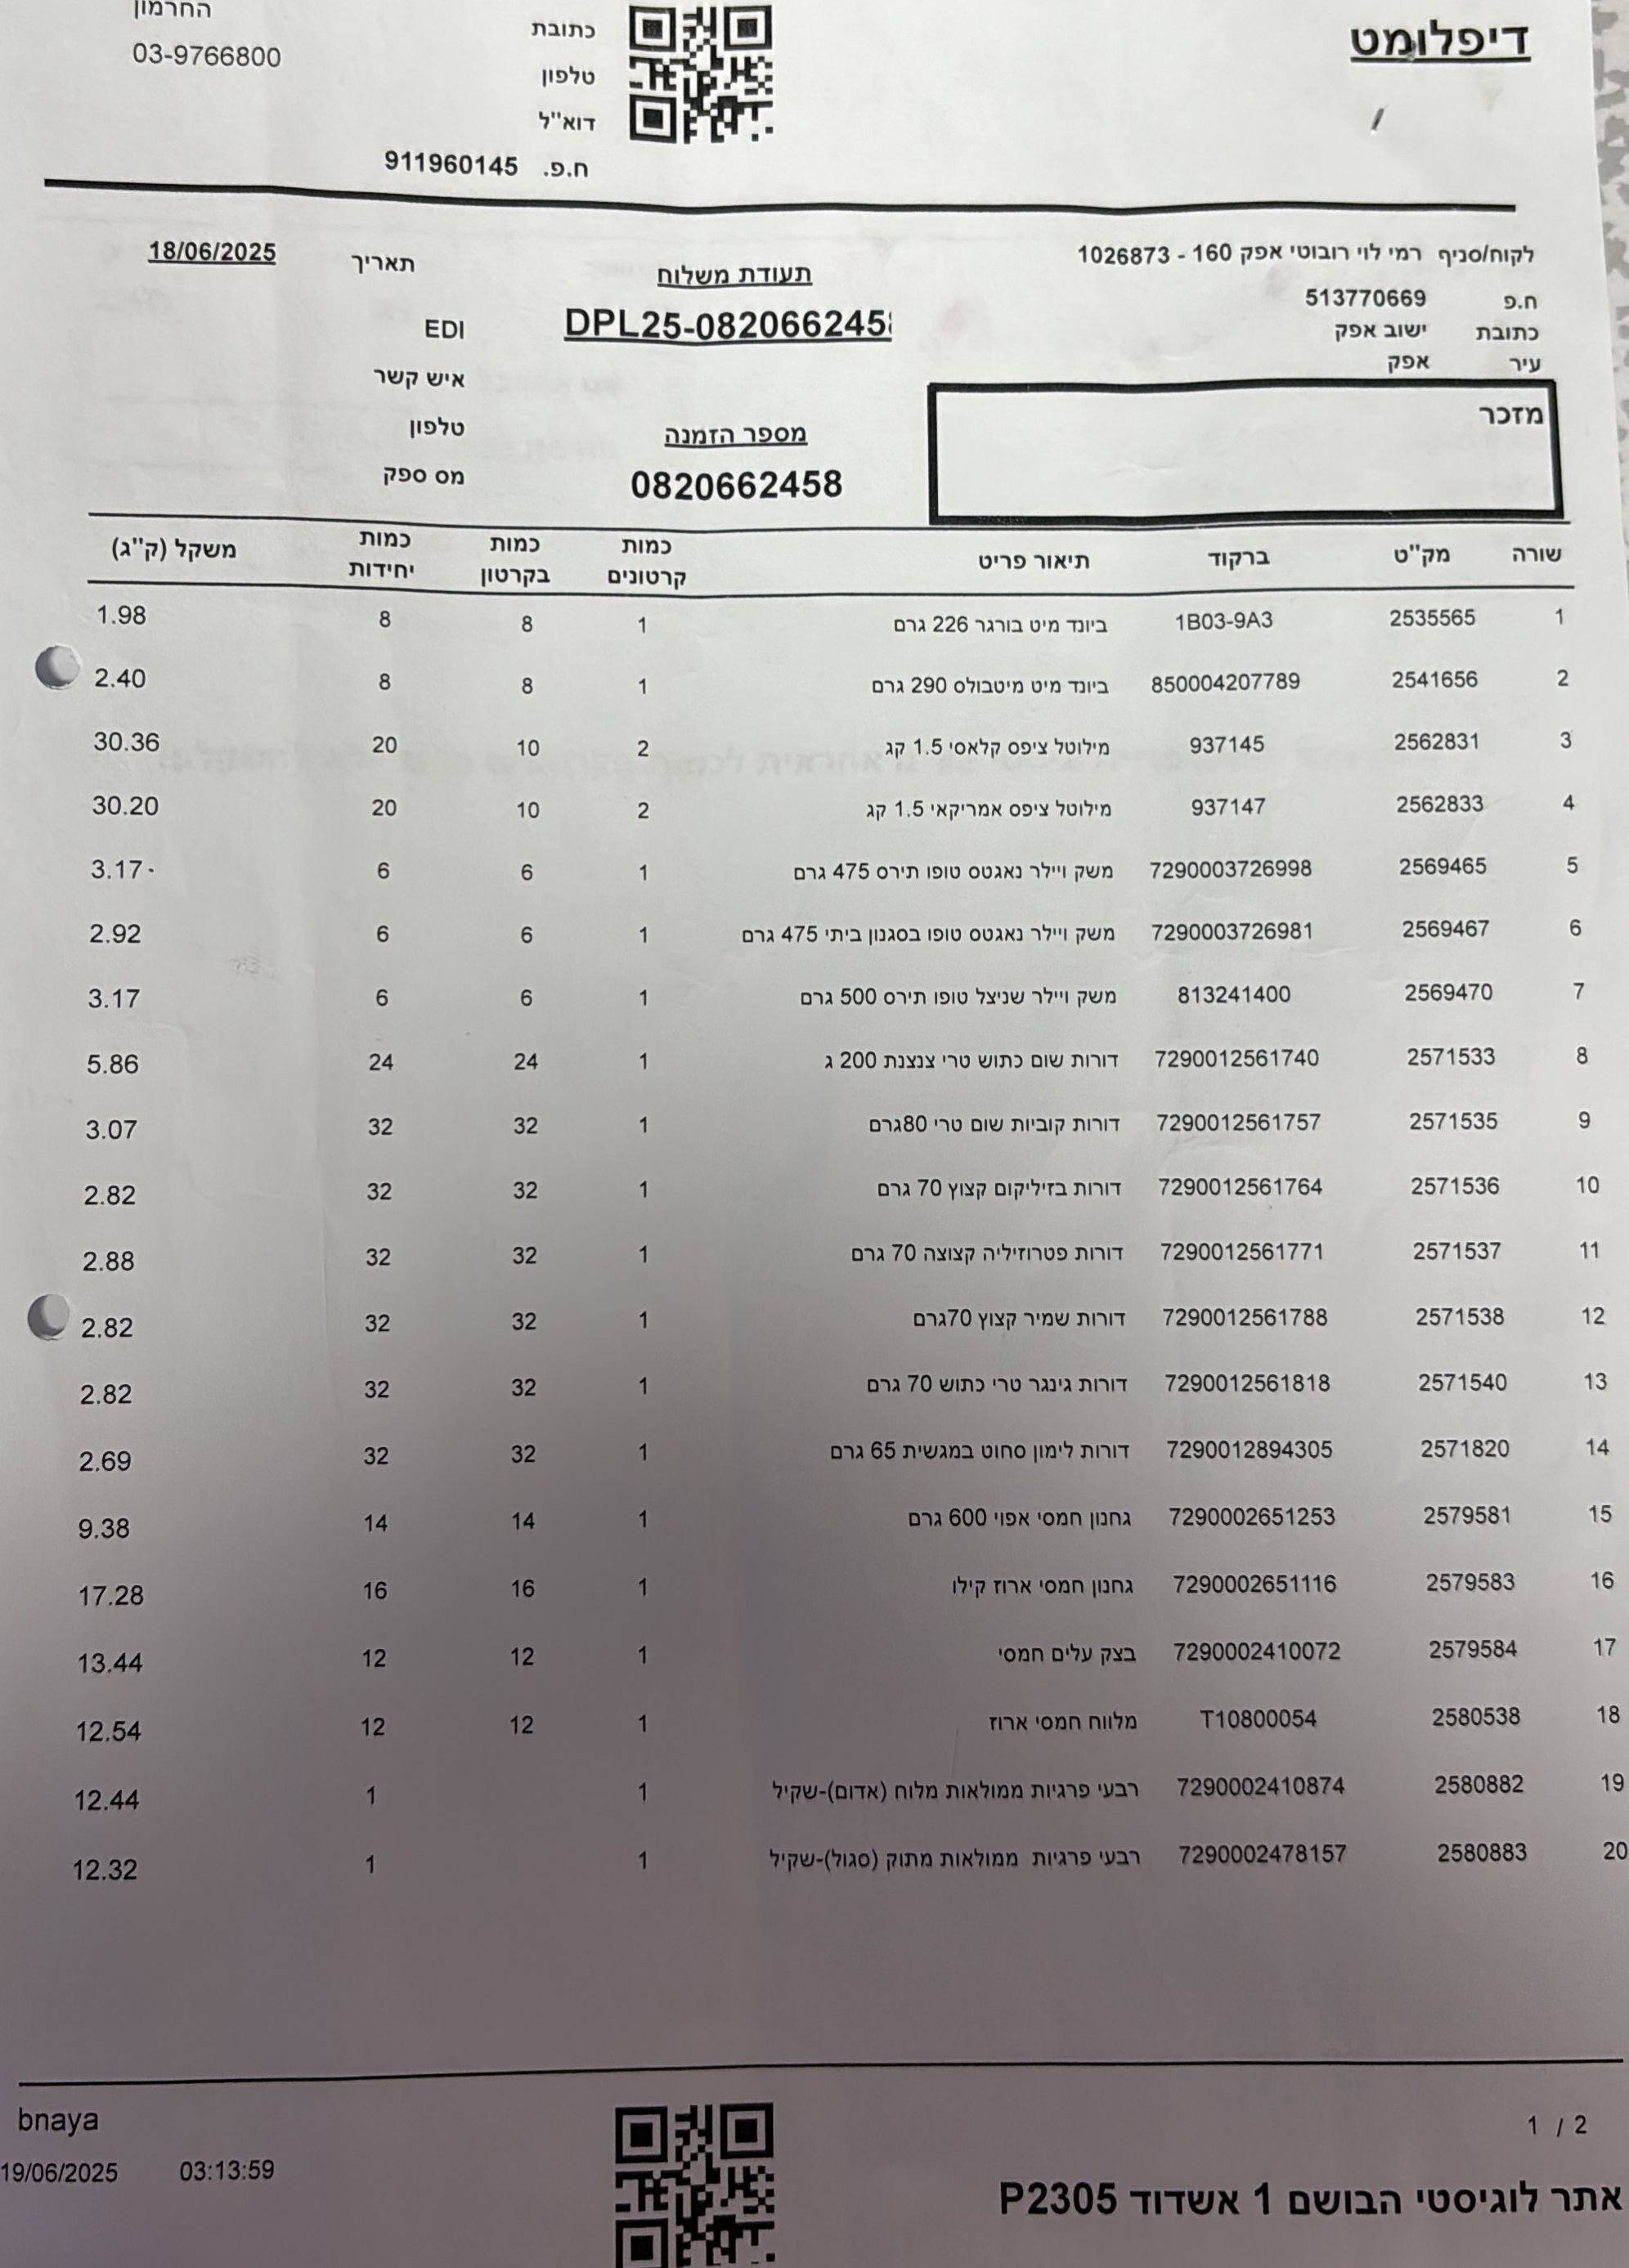 דיפלומט
החרמון
כתובת
03-9766800 טלפון
דוא"ל
ח.פ. 911960145
לקוח/סניף רמי לוי רובוטי אפק 160 - 1026873
ח.פ 513770669
כתובת ישוב אפק
עיר אפק
מזכר
תעודת משלוח
DPL25-082066245
מספר הזמנה
0820662458
תאריך 18/06/2025
EDI
איש קשר
טלפון
מס ספק
שורה מק"ט ברקוד תיאור פריט כמות קרטונים כמות בקרטון כמות יחידות משקל (ק"ג)
1 2535565 1B03-9A3 ביונד מיט בורגר 226 גרם 1 8 8 1.98
2 2541656 850004207789 ביונד מיט מיטבולס 290 גרם 1 8 8 2.40
3 2562831 937145 מילוטל ציפס קלאסי 1.5 קג 2 10 20 30.36
4 2562833 937147 מילוטל ציפס אמריקאי 1.5 קג 2 10 20 30.20
5 2569465 7290003726998 משק ויילר נאגטס טופו תירס 475 גרם 1 6 6 3.17
6 2569467 7290003726981 משק ויילר נאגטס טופו בסגנון ביתי 475 גרם 1 6 6 2.92
7 2569470 813241400 משק ויילר שניצל טופו תירס 500 גרם 1 6 6 3.17
8 2571533 7290012561740 דורות שום כתוש טרי צנצנת 200 ג 1 24 24 5.86
9 2571535 7290012561757 דורות קוביות שום טרי 80גרם 1 32 32 3.07
10 2571536 7290012561764 דורות בזיליקום קצוץ 70 גרם 1 32 32 2.82
11 2571537 7290012561771 דורות פטרוזיליה קצוצה 70 גרם 1 32 32 2.88
12 2571538 7290012561788 דורות שמיר קצוץ 70גרם 1 32 32 2.82
13 2571540 7290012561818 דורות גינגר טרי כתוש 70 גרם 1 32 32 2.82
14 2571820 7290012894305 דורות לימון סחוט במגשית 65 גרם 1 32 32 2.69
15 2579581 7290002651253 גחנון חמסי אפוי 600 גרם 1 14 14 9.38
16 2579583 7290002651116 גחנון חמסי ארוז קילו 1 16 16 17.28
17 2579584 7290002410072 בצק עלים חמסי 1 12 12 13.44
18 2580538 T10800054 מלווח חמסי ארוז 1 12 12 12.54
19 2580882 7290002410874 רבעי פרגיות ממולאות מלוח (אדום)-שקיל 1 1 12.44
20 2580883 7290002478157 רבעי פרגיות ממולאות מתוק (סגול)-שקיל 1 1 12.32
1 / 2
אתר לוגיסטי הבושם 1 אשדוד P2305
bnaya
19/06/2025 03:13:59